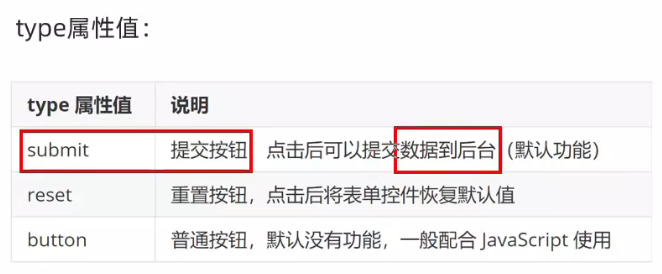 type属性值：
type 属性值 说明
submit 提交按钮，点击后可以提交数据到后台（默认功能）
reset 重置按钮，点击后将表单控件恢复默认值
button 普通按钮，默认没有功能，一般配合 JavaScript 使用